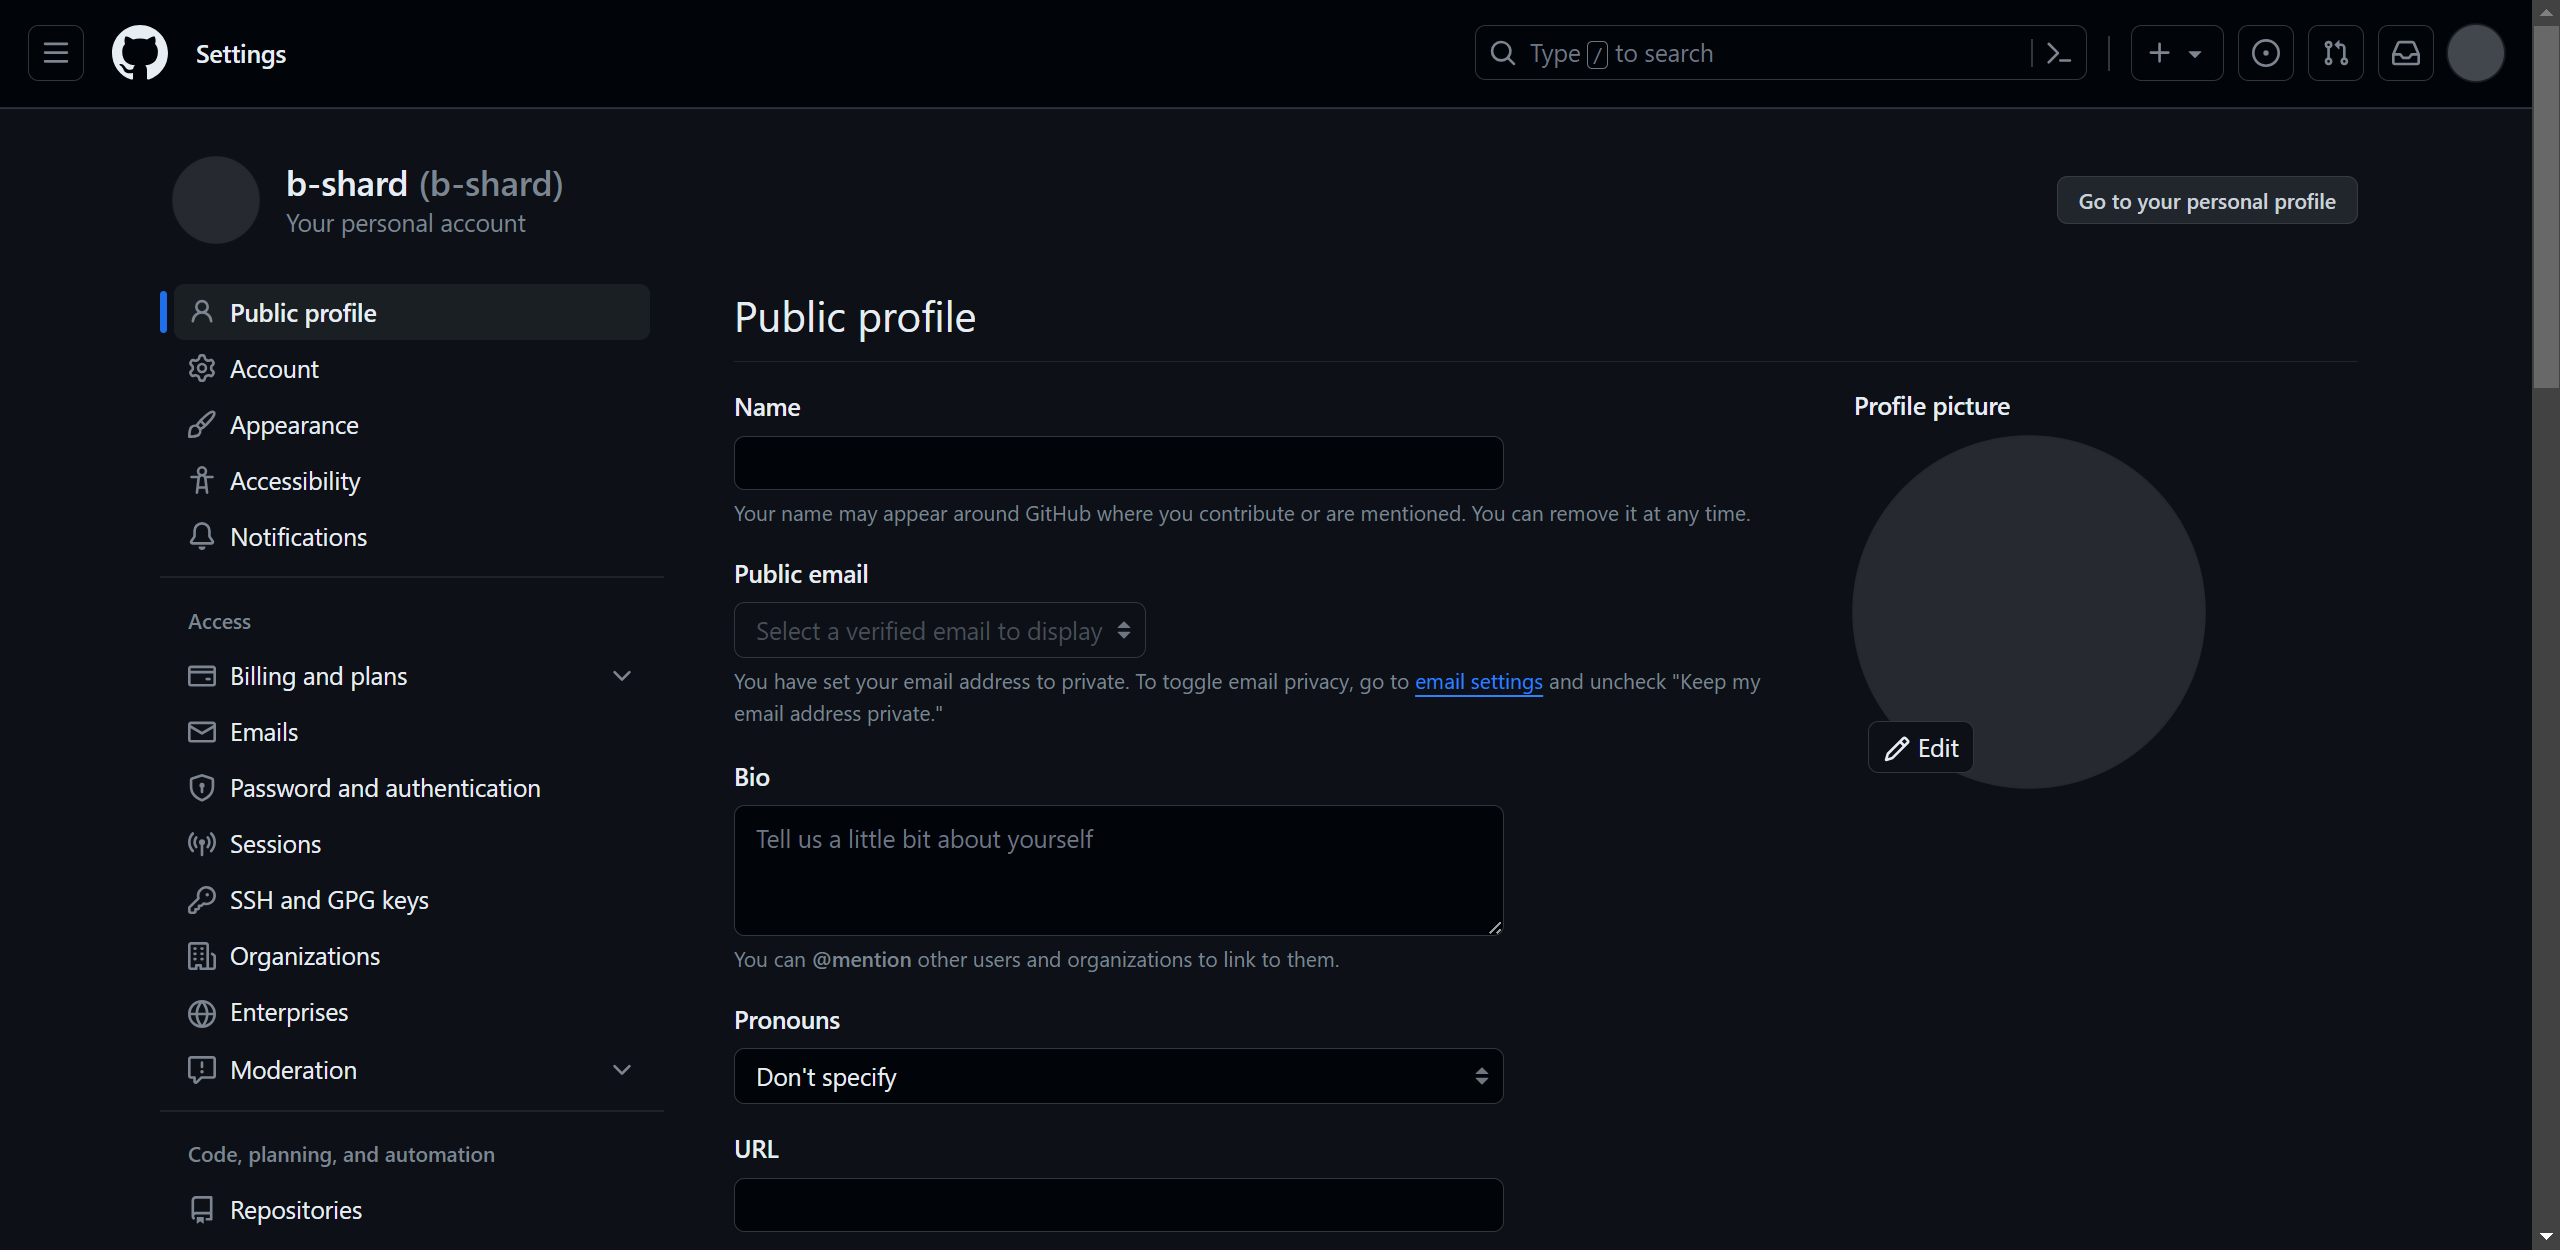 Settings
Type / to search
b-shard (b-shard)
Your personal account
Go to your personal profile
Public profile
Account
Appearance
Accessibility
Notifications
Access
Billing and plans
Emails
Password and authentication
Sessions
SSH and GPG keys
Organizations
Enterprises
Moderation
Code, planning, and automation
Repositories
Public profile
Name
Your name may appear around GitHub where you contribute or are mentioned. You can remove it at any time.
Public email
Select a verified email to display
You have set your email address to private. To toggle email privacy, go to email settings and uncheck "Keep my
email address private."
Bio
Tell us a little bit about yourself
You can @mention other users and organizations to link to them.
Pronouns
Don't specify
URL
Profile picture
Edit